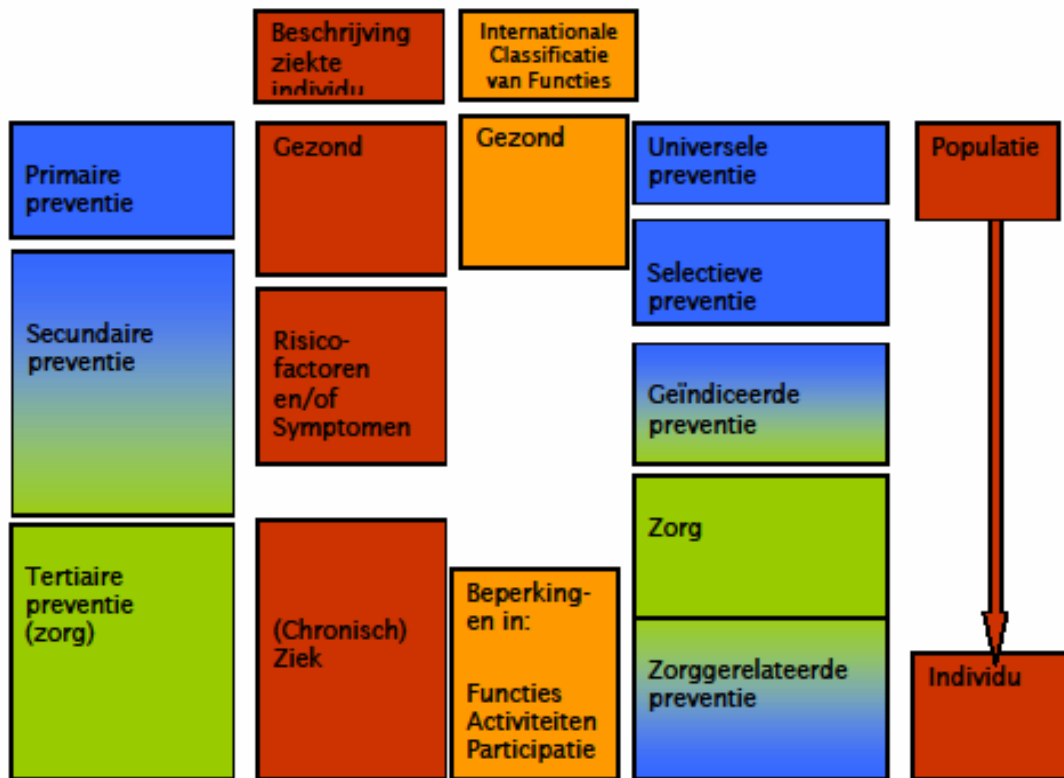 Beschrijving
ziekte
individu
Internationale
Classificatie
van Functies
Primaire
preventie
Secundaire
preventie
Tertiaire
preventie
(zorg)
Gezond
Risico-
factoren
en/of
Symptomen
(Chronisch)
Ziek
Gezond
Beperking-
en in:
Functies
Activiteiten
Participatie
Universele
preventie
Selectieve
preventie
Geïndiceerde
preventie
Zorg
Zorggerelateerde
preventie
Populatie
Individu